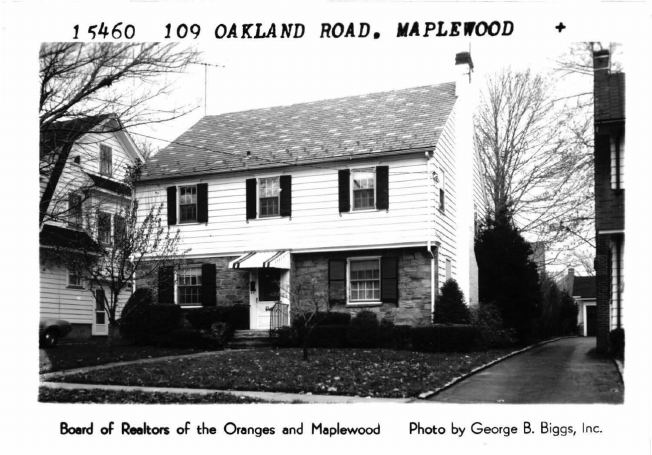 15460 109 OAKLAND ROAD. MAPLEWOOD +
Board of Realtors of the Oranges and Maplewood Photo by George B. Biggs, Inc.